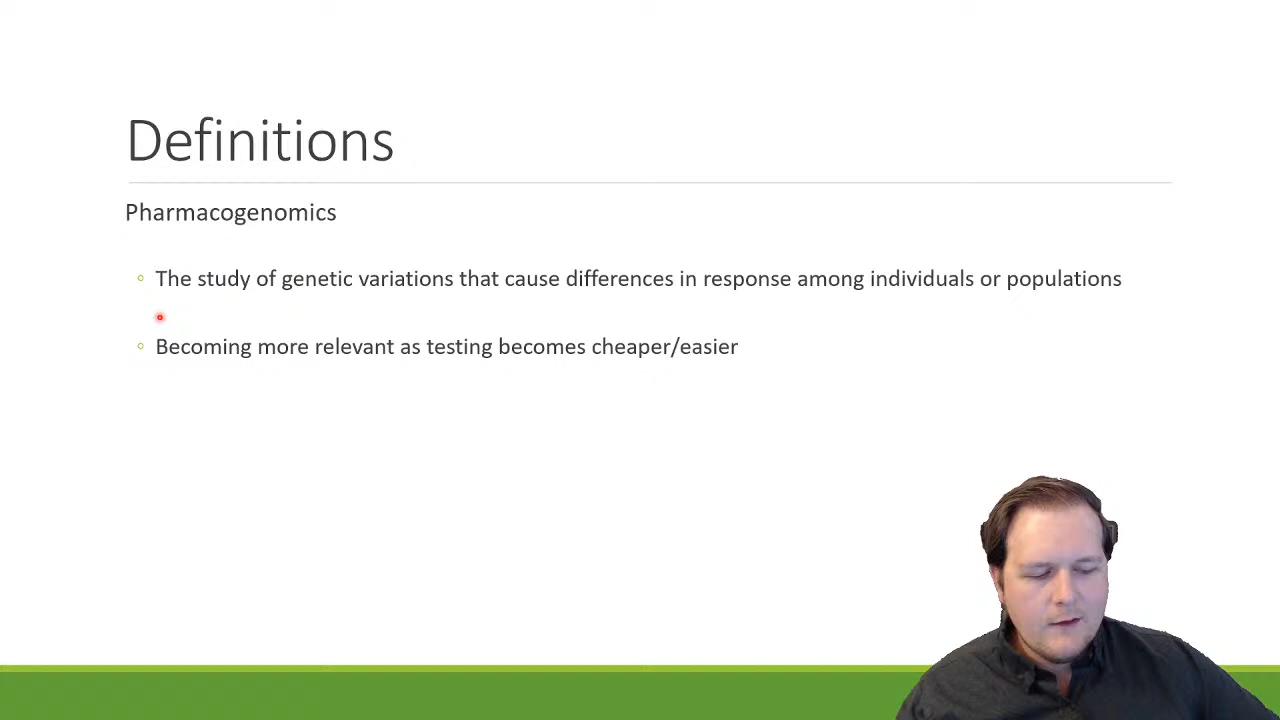 Definitions
Pharmacogenomics
The study of genetic variations that cause differences in response among individuals or populations
Becoming more relevant as testing becomes cheaper/easier